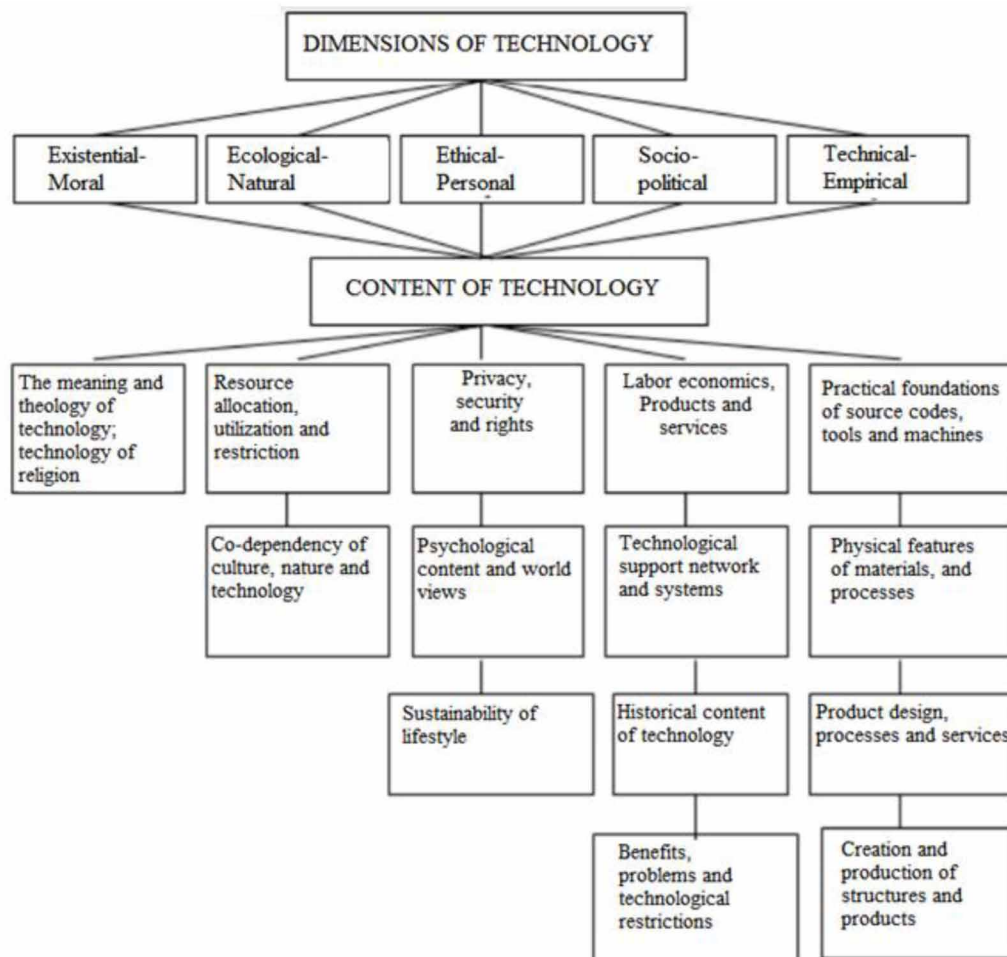 DIMENSIONS OF TECHNOLOGY
Existential-
Moral
Ecological-
Natural
Ethical-
Personal
Socio-
political
Technical-
Empirical
CONTENT OF TECHNOLOGY
The meaning and
theology of
technology;
technology of
religion
Resource
allocation,
utilization and
restriction
Privacy,
security
and rights
Labor economics,
Products and
services
Practical foundations
of source codes,
tools and machines
Co-dependency of
culture, nature and
technology
Psychological
content and world
views
Technological
support network
and systems
Physical features
of materials, and
processes
Sustainability of
lifestyle
Historical content
of technology
Product design,
processes and services
Benefits,
problems and
technological
restrictions
Creation and
production of
structures and
products